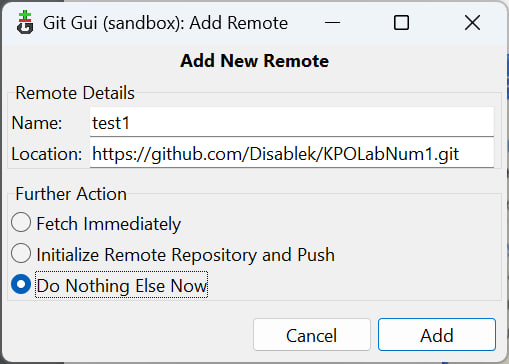 Git Gui (sandbox): Add Remote
Add New Remote
Remote Details
Name: test1
Location: https://github.com/Disablek/KPOLabNum1.git
Further Action
Fetch Immediately
Initialize Remote Repository and Push
Do Nothing Else Now
Cancel Add